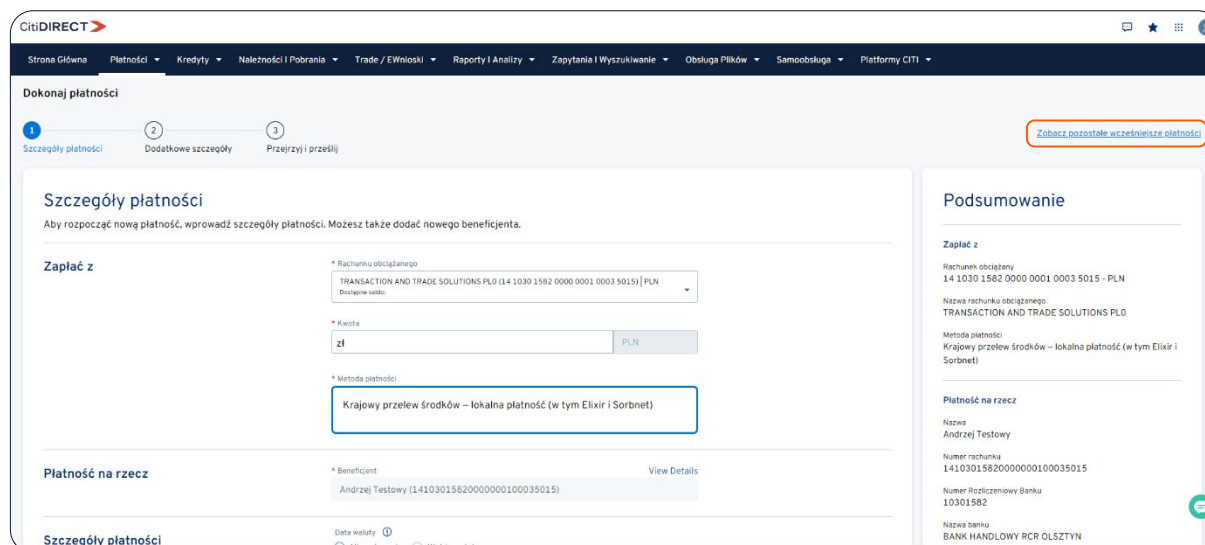 CitiDIRECT
Strona Główna Płatności Kredyty Należności I Pobrania Trade / EWnioski Raporty I Analizy Zapytania I Wyszukiwanie Obsługa Plików Samoobsługa Platformy CITI
Dokonaj płatności
1 2 3
Szczegóły płatności Dodatkowe szczegóły Przejrzyj i prześlij
Zobacz pozostałe wcześniejsze płatności
Szczegóły płatności
Aby rozpocząć nową płatność, wprowadź szczegóły płatności. Możesz także dodać nowego beneficjenta.
Zapłać z
* Rachunku obciążanego
TRANSACTION AND TRADE SOLUTIONS PL0 (14 1030 1582 0000 0001 0003 5015) | PLN
Dostępne saldo:
* Kwota
zł PLN
* Metoda płatności
Krajowy przelew środków – lokalna płatność (w tym Elixir i Sorbnet)
Płatność na rzecz
* Beneficjent View Details
Andrzej Testowy (14103015820000000100035015)
Szczegóły płatności
Data waluty
Podsumowanie
Zapłać z
Rachunek obciążany
14 1030 1582 0000 0001 0003 5015 - PLN
Nazwa rachunku obciążanego
TRANSACTION AND TRADE SOLUTIONS PL0
Metoda płatności
Krajowy przelew środków – lokalna płatność (w tym Elixir i
Sorbnet)
Płatność na rzecz
Nazwa
Andrzej Testowy
Numer rachunku
14103015820000000100035015
Numer Rozliczeniowy Banku
10301582
Nazwa banku
BANK HANDLOWY RCR OLSZTYN